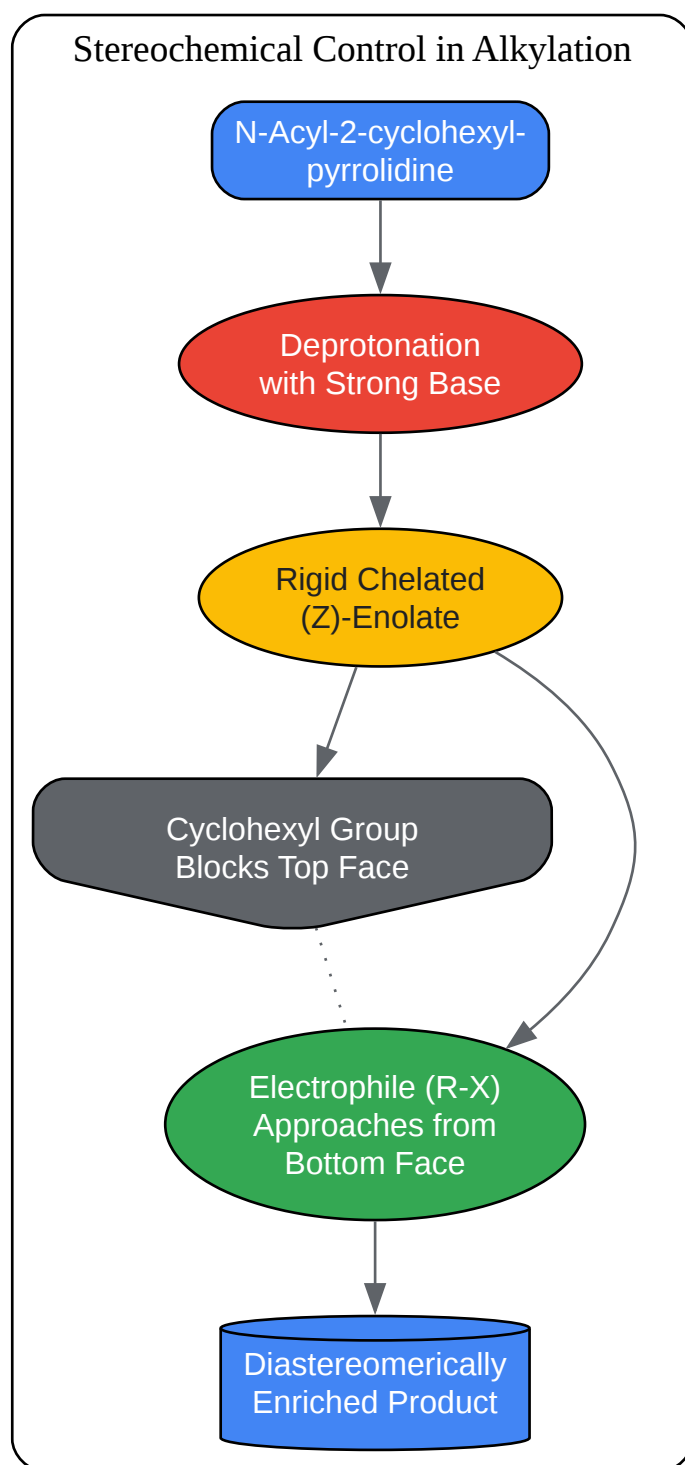 Stereochemical Control in Alkylation
N-Acyl-2-cyclohexyl-
pyrrolidine
Deprotonation
with Strong Base
Rigid Chelated
(Z)-Enolate
Cyclohexyl Group
Blocks Top Face
Electrophile (R-X)
Approaches from
Bottom Face
Diastereomerically
Enriched Product